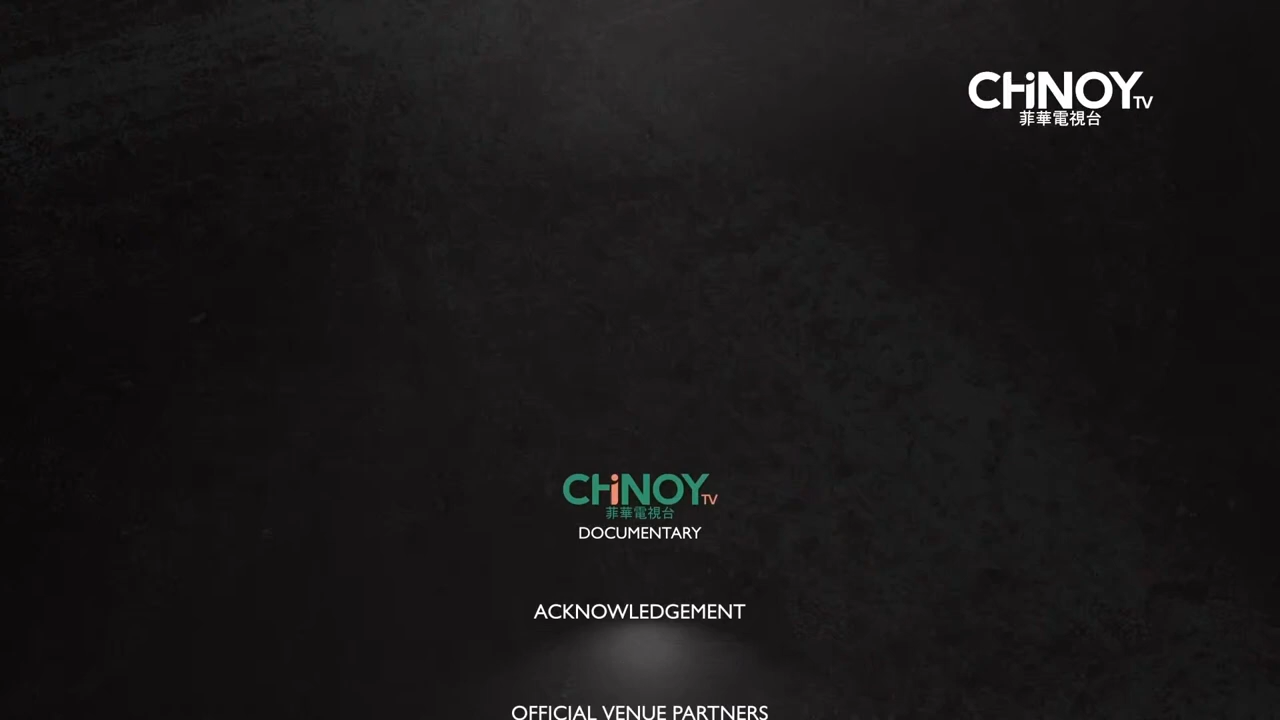 CHiNOY TV
菲華電視台
CHiNOY TV
菲華電視台
DOCUMENTARY
ACKNOWLEDGEMENT
OFFICIAL VENUE PARTNERS